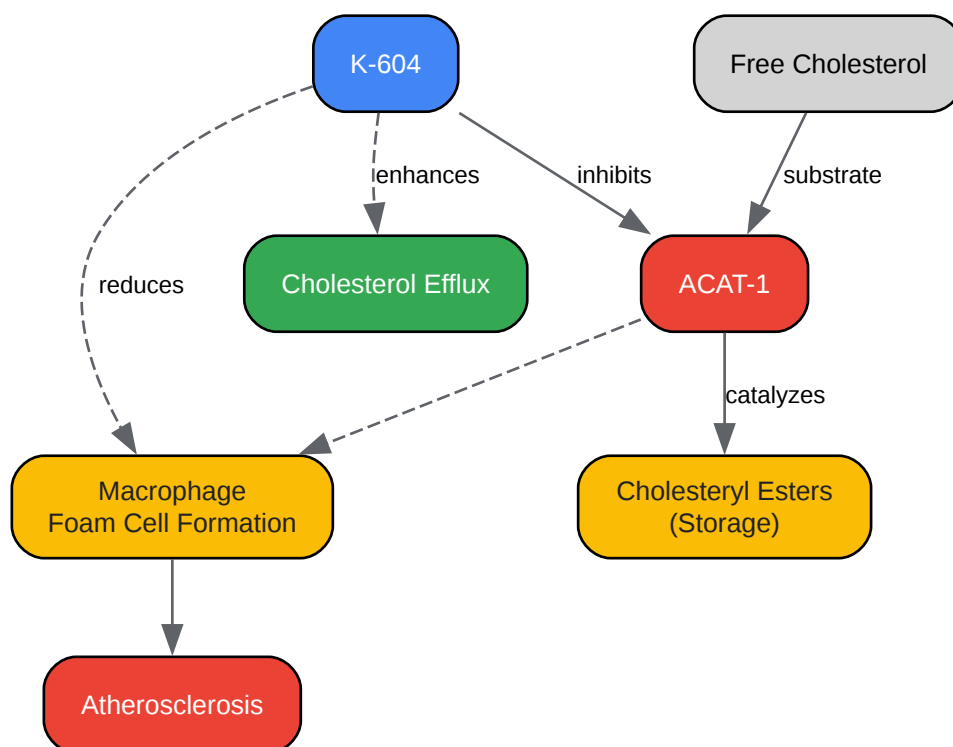 K-604
Free Cholesterol
enhances
inhibits
substrate
reduces
Cholesterol Efflux
ACAT-1
catalyzes
Macrophage
Foam Cell Formation
Cholesteryl Esters
(Storage)
Atherosclerosis